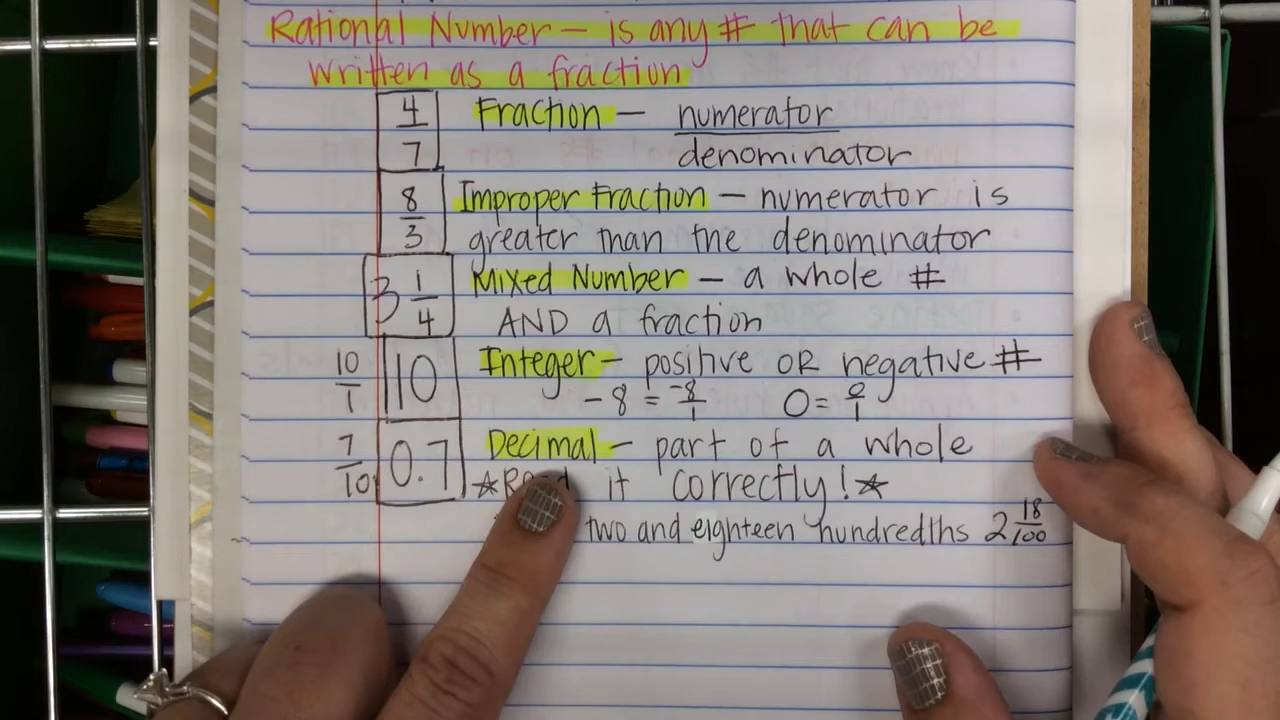 Rational Number – is any # that can be
written as a fraction
4/7 Fraction – numerator/denominator
8/3 Improper Fraction – numerator is
greater than the denominator
3 1/4 Mixed Number – a whole #
AND a fraction
10/1 10 Integer – positive OR negative #
-8 = -8/1 0 = 0/1
7/10 0.7 Decimal – part of a whole
☆ it correctly! ☆
two and eighteen hundredths 2 18/100